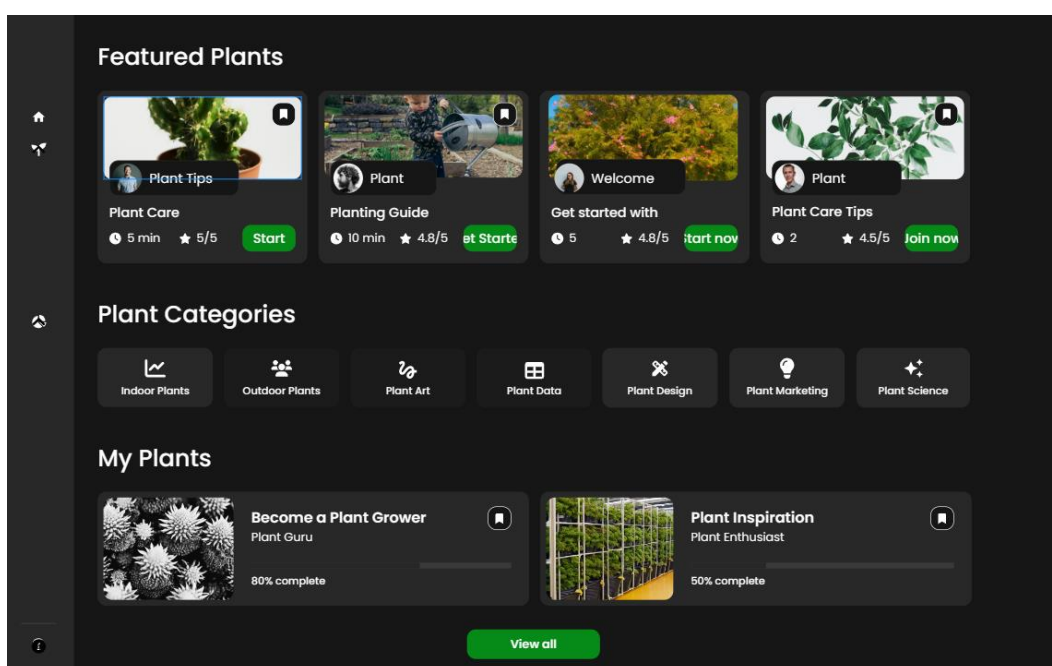 Featured Plants
Plant Tips
Plant Care
5 min 5/5 Start
Plant
Planting Guide
10 min 4.8/5 et Starte
Welcome
Get started with
5 4.8/5 Start now
Plant
Plant Care Tips
2 4.5/5 Join now
Plant Categories
Indoor Plants
Outdoor Plants
Plant Art
Plant Data
Plant Design
Plant Marketing
Plant Science
My Plants
Become a Plant Grower
Plant Guru
80% complete
Plant Inspiration
Plant Enthusiast
50% complete
View all